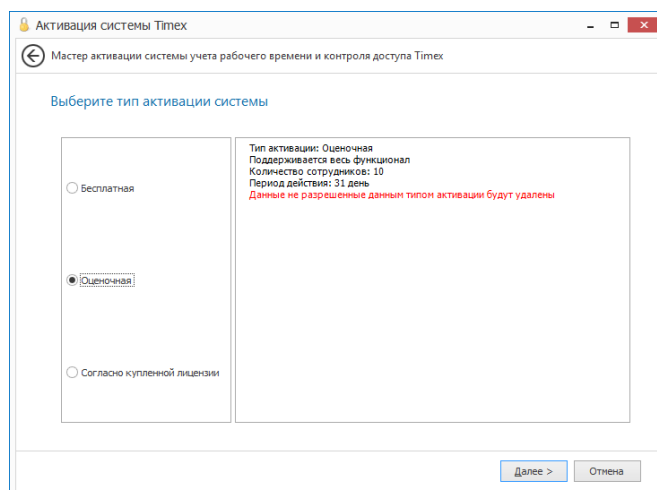 Активация системы Timex
Мастер активации системы учета рабочего времени и контроля доступа Timex
Выберите тип активации системы
Бесплатная
Оценочная
Согласно купленной лицензии
Тип активации: Оценочная
Поддерживается весь функционал
Количество сотрудников: 10
Период действия: 31 день
Данные не разрешенные данным типом активации будут удалены
Далее >
Отмена